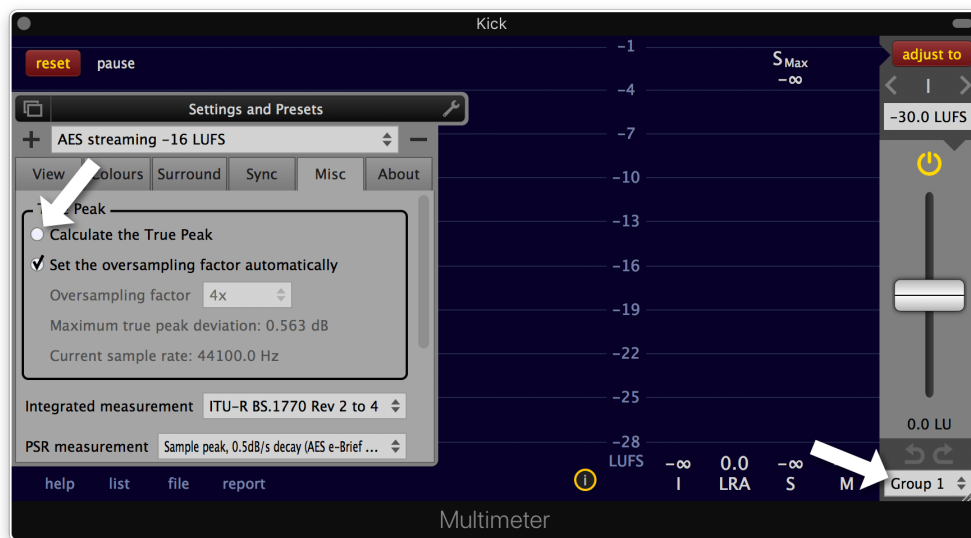 Kick
reset pause
-1
S Max
-∞
adjust to
-4
I
Settings and Presets
-30.0 LUFS
AES streaming -16 LUFS
-7
View Colours Surround Sync Misc About
-10
True Peak
-13
Calculate the True Peak
Set the oversampling factor automatically
-16
Oversampling factor 4x
-19
Maximum true peak deviation: 0.563 dB
Current sample rate: 44100.0 Hz
-22
Integrated measurement ITU-R BS.1770 Rev 2 to 4
-25
0.0 LU
PSR measurement Sample peak, 0.5dB/s decay (AES e-Brief ...
-28
LUFS -∞ 0.0 -∞
help list file report
i
I LRA S M
Group 1
Multimeter